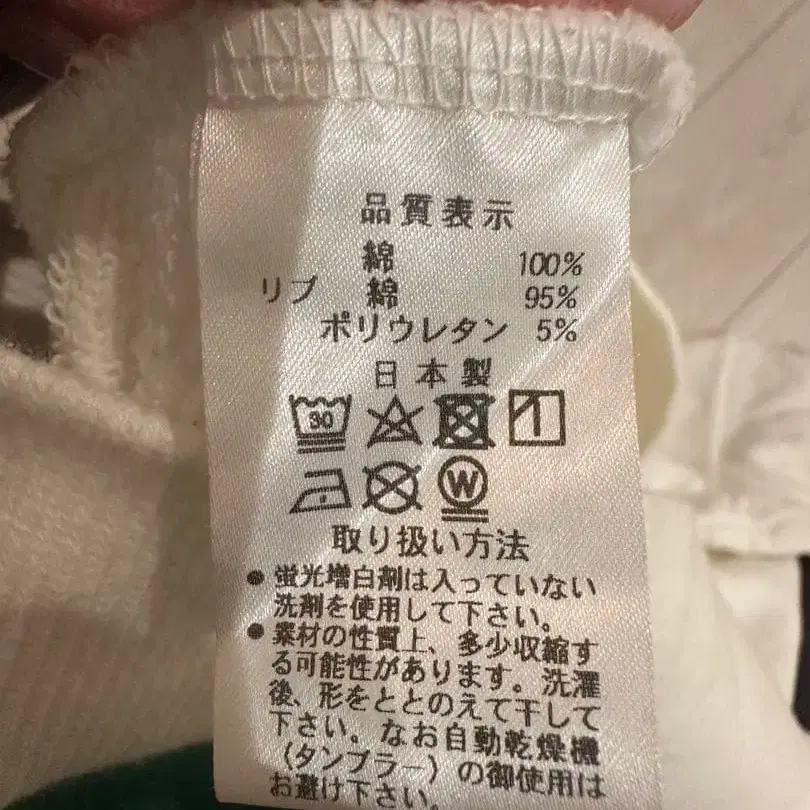 品質表示
綿 100%
リブ 綿 95%
ポリウレタン 5%
日本製
30
W
取り扱い方法
● 蛍光増白剤は入っていない
洗剤を使用して下さい。
● 素材の性質上、多少収縮す
る可能性があります。洗濯
後、形をととのえて干して
下さい。なお自動乾燥機
（タンブラー）の御使用は
お避け下さい。